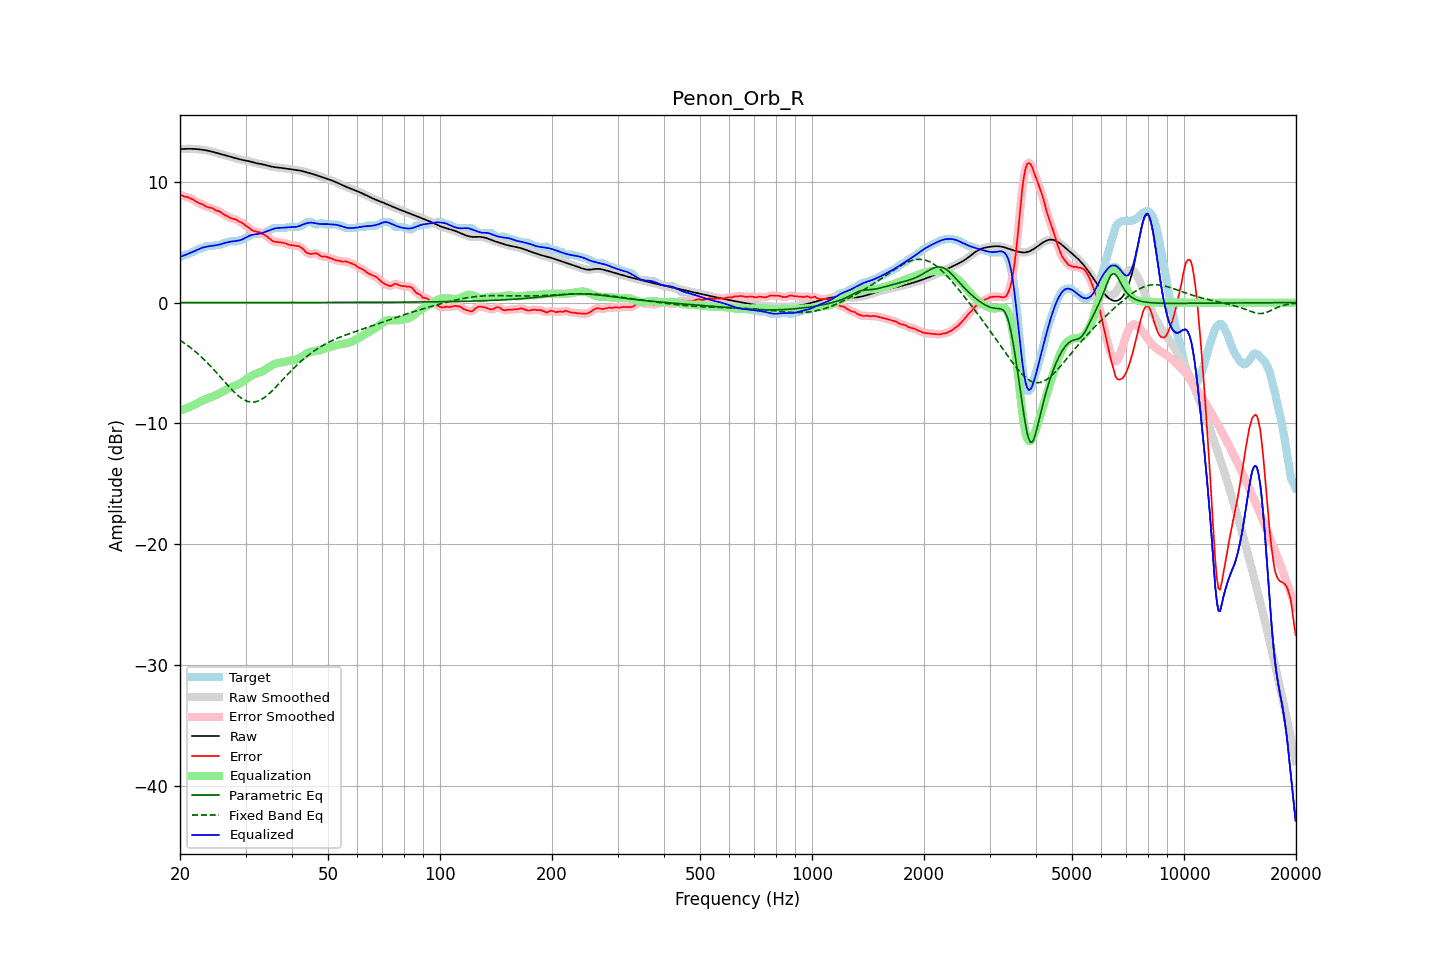 Penon_Orb_R
Amplitude (dBr)
10
0
−10
−20
−30
−40
Target
Raw Smoothed
Error Smoothed
Raw
Error
Equalization
Parametric Eq
Fixed Band Eq
Equalized
20 50 100 200 500 1000 2000 5000 10000 20000
Frequency (Hz)